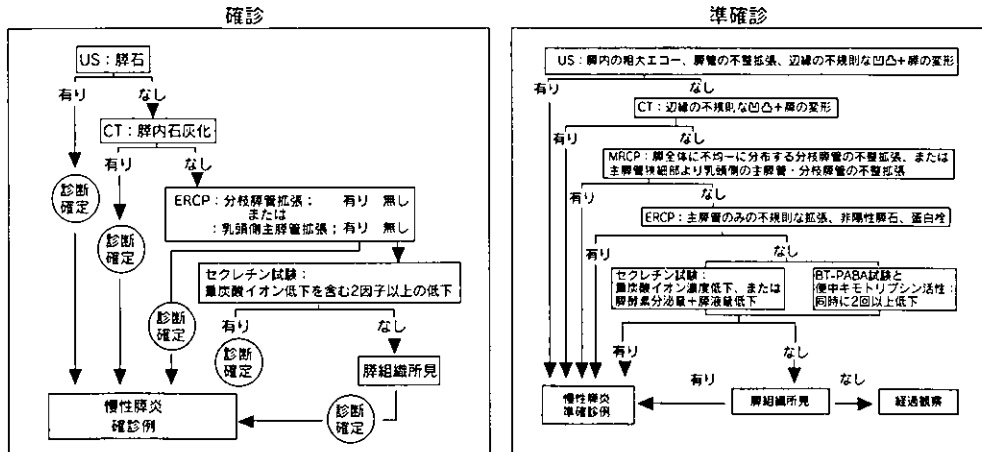 確診
US：膵石
有り
なし
CT：膵内石灰化
有り
なし
診断
確定
診断
確定
ERCP：分枝膵管拡張； 有り 無し
または
：乳頭側主膵管拡張； 有り 無し
セクレチン試験：
重炭酸イオン低下を含む2因子以上の低下
有り
なし
診断
確定
診断
確定
膵組織所見
診断
確定
慢性膵炎
確診例
準確診
US：膵内の粗大エコー、膵管の不整拡張、辺縁の不規則な凹凸＋膵の変形
有り
なし
CT：辺縁の不規則な凹凸＋膵の変形
有り
なし
MRCP：膵全体に不均一に分布する分枝膵管の不整拡張、または
主膵管狭細部より乳頭側の主膵管・分枝膵管の不整拡張
有り
なし
ERCP：主膵管のみの不規則な拡張、非陽性膵石、蛋白栓
有り
なし
セクレチン試験：
重炭酸イオン濃度低下、または
膵酵素分泌量＋膵液量低下
BT-PABA試験と
便中キモトリプシン活性：
同時に2回以上低下
有り
なし
慢性膵炎
準確診例
有り
膵組織所見
なし
経過観察